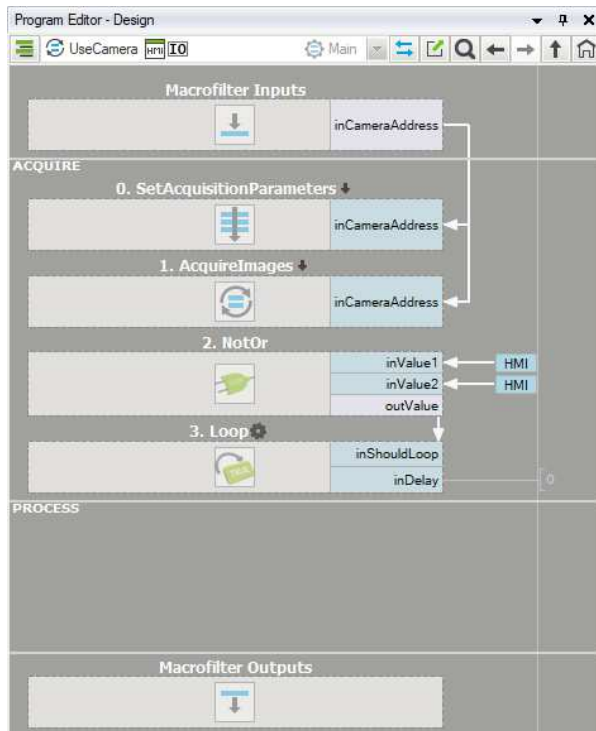 Program Editor - Design
UseCamera HMI IO Main
Macrofilter Inputs
inCameraAddress
ACQUIRE
0. SetAcquisitionParameters
inCameraAddress
1. AcquireImages
inCameraAddress
2. NotOr
inValue1 HMI
inValue2 HMI
outValue
3. Loop
inShouldLoop
inDelay 0
PROCESS
Macrofilter Outputs